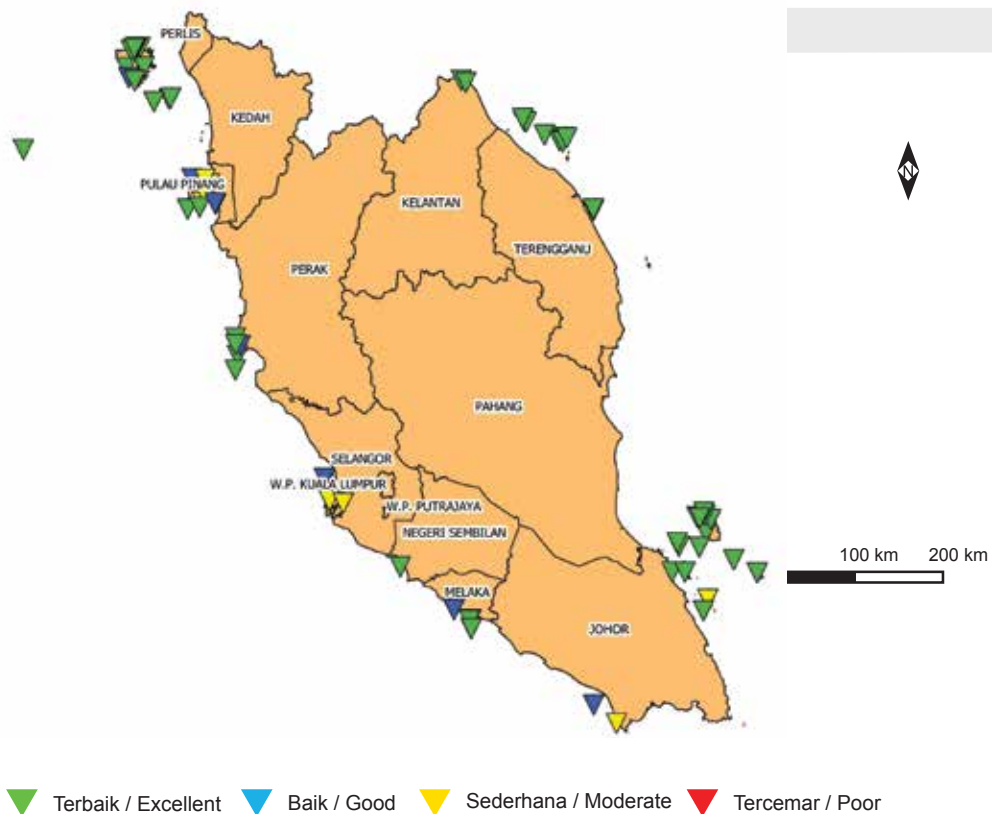 PERLIS
KEDAH
PULAU PINANG
KELANTAN
TERENGGANU
PERAK
PAHANG
SELANGOR
W.P. KUALA LUMPUR
W.P. PUTRAJAYA
NEGERI SEMBILAN
MELAKA
JOHOR
N
100 km 200 km
Terbaik / Excellent Baik / Good Sederhana / Moderate Tercemar / Poor